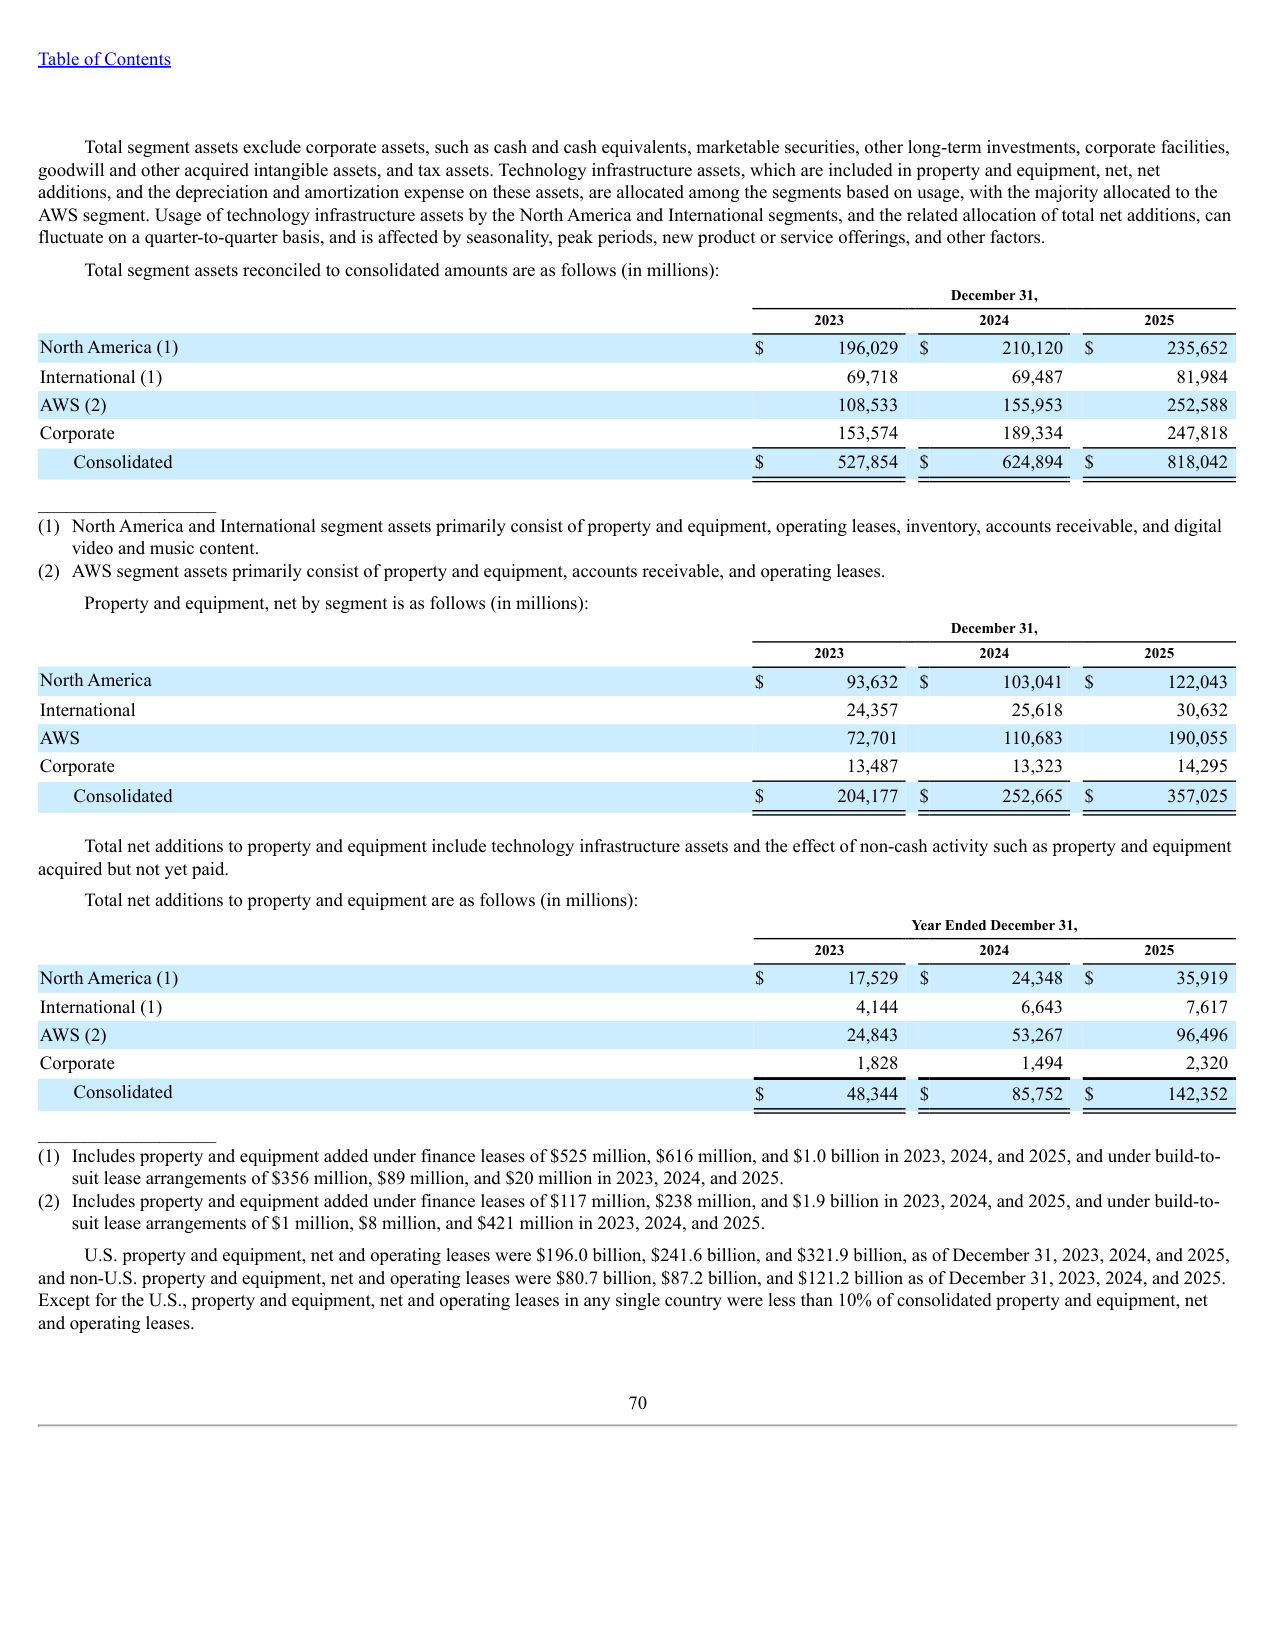 Table of Contents
Total segment assets exclude corporate assets, such as cash and cash equivalents, marketable securities, other long-term investments, corporate facilities,
goodwill and other acquired intangible assets, and tax assets. Technology infrastructure assets, which are included in property and equipment, net, net
additions, and the depreciation and amortization expense on these assets, are allocated among the segments based on usage, with the majority allocated to the
AWS segment. Usage of technology infrastructure assets by the North America and International segments, and the related allocation of total net additions, can
fluctuate on a quarter-to-quarter basis, and is affected by seasonality, peak periods, new product or service offerings, and other factors.
Total segment assets reconciled to consolidated amounts are as follows (in millions):
December 31,
2023 2024 2025
North America (1) $ 196,029 $ 210,120 $ 235,652
International (1) 69,718 69,487 81,984
AWS (2) 108,533 155,953 252,588
Corporate 153,574 189,334 247,818
Consolidated $ 527,854 $ 624,894 $ 818,042
(1) North America and International segment assets primarily consist of property and equipment, operating leases, inventory, accounts receivable, and digital
video and music content.
(2) AWS segment assets primarily consist of property and equipment, accounts receivable, and operating leases.
Property and equipment, net by segment is as follows (in millions):
December 31,
2023 2024 2025
North America $ 93,632 $ 103,041 $ 122,043
International 24,357 25,618 30,632
AWS 72,701 110,683 190,055
Corporate 13,487 13,323 14,295
Consolidated $ 204,177 $ 252,665 $ 357,025
Total net additions to property and equipment include technology infrastructure assets and the effect of non-cash activity such as property and equipment
acquired but not yet paid.
Total net additions to property and equipment are as follows (in millions):
Year Ended December 31,
2023 2024 2025
North America (1) $ 17,529 $ 24,348 $ 35,919
International (1) 4,144 6,643 7,617
AWS (2) 24,843 53,267 96,496
Corporate 1,828 1,494 2,320
Consolidated $ 48,344 $ 85,752 $ 142,352
(1) Includes property and equipment added under finance leases of $525 million, $616 million, and $1.0 billion in 2023, 2024, and 2025, and under build-to-
suit lease arrangements of $356 million, $89 million, and $20 million in 2023, 2024, and 2025.
(2) Includes property and equipment added under finance leases of $117 million, $238 million, and $1.9 billion in 2023, 2024, and 2025, and under build-to-
suit lease arrangements of $1 million, $8 million, and $421 million in 2023, 2024, and 2025.
U.S. property and equipment, net and operating leases were $196.0 billion, $241.6 billion, and $321.9 billion, as of December 31, 2023, 2024, and 2025,
and non-U.S. property and equipment, net and operating leases were $80.7 billion, $87.2 billion, and $121.2 billion as of December 31, 2023, 2024, and 2025.
Except for the U.S., property and equipment, net and operating leases in any single country were less than 10% of consolidated property and equipment, net
and operating leases.
70